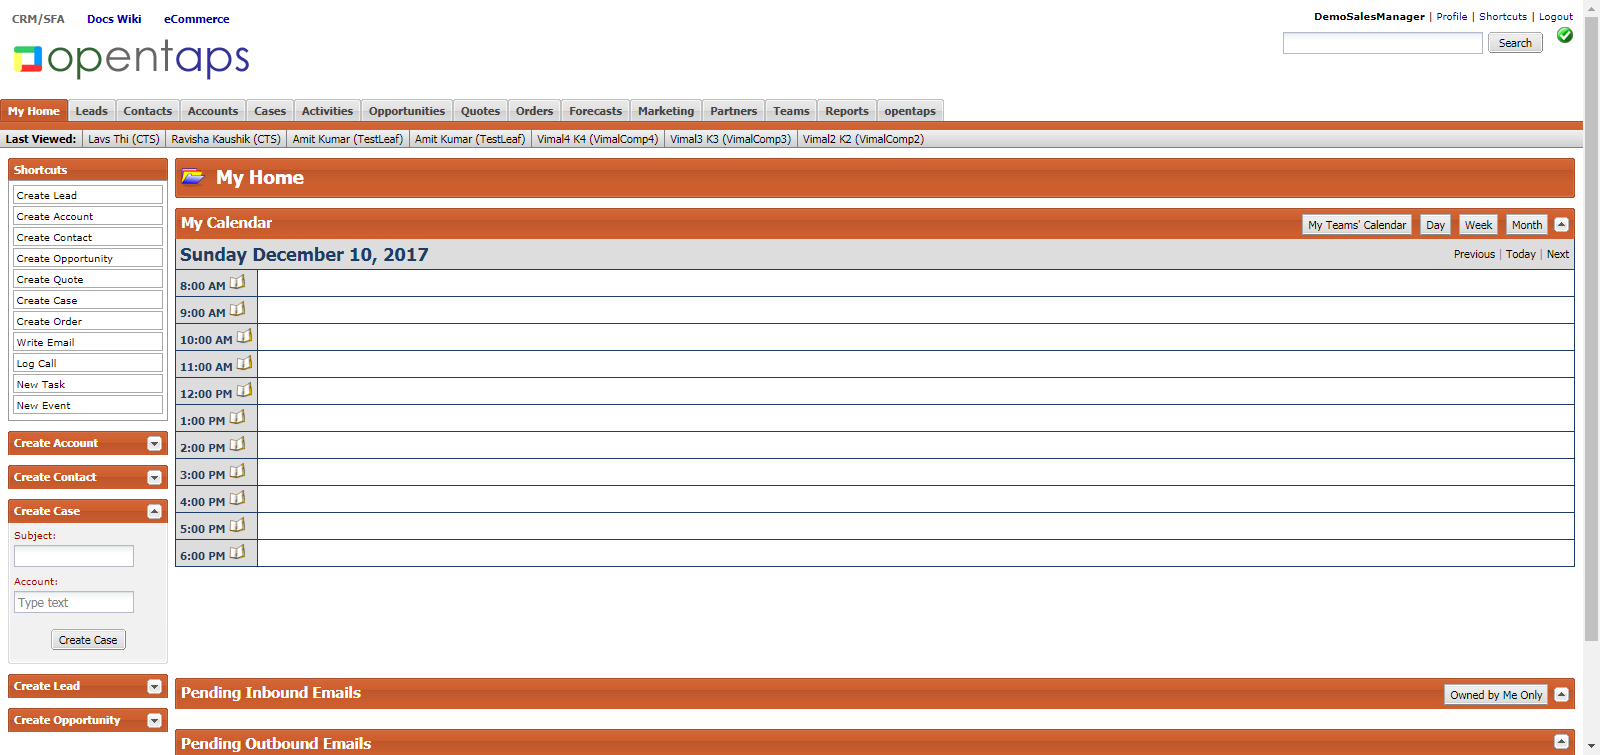 CRM/SFA Docs Wiki eCommerce
DemoSalesManager | Profile | Shortcuts | Logout
opentaps
Search
My Home Leads Contacts Accounts Cases Activities Opportunities Quotes Orders Forecasts Marketing Partners Teams Reports opentaps
Last Viewed: Lavs Thi (CTS) Ravisha Kaushik (CTS) Amit Kumar (TestLeaf) Amit Kumar (TestLeaf) Vimal4 K4 (VimalComp4) Vimal3 K3 (VimalComp3) Vimal2 K2 (VimalComp2)
Shortcuts
Create Lead
Create Account
Create Contact
Create Opportunity
Create Quote
Create Case
Create Order
Write Email
Log Call
New Task
New Event
Create Account
Create Contact
Create Case
Subject:
Account:
Type text
Create Case
Create Lead
Create Opportunity
My Home
My Calendar
My Teams' Calendar Day Week Month
Sunday December 10, 2017
Previous | Today | Next
8:00 AM
9:00 AM
10:00 AM
11:00 AM
12:00 PM
1:00 PM
2:00 PM
3:00 PM
4:00 PM
5:00 PM
6:00 PM
Pending Inbound Emails
Owned by Me Only
Pending Outbound Emails